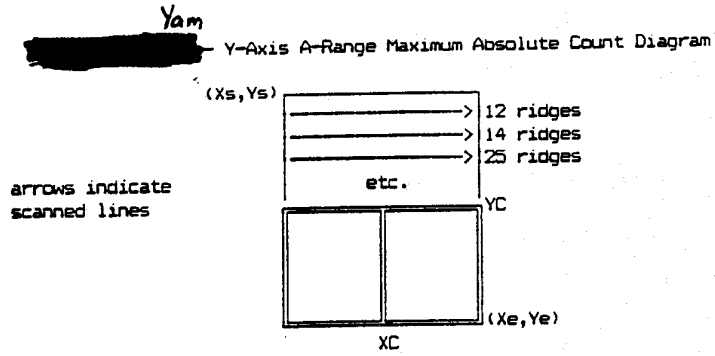 Yam
- Y-Axis A-Range Maximum Absolute Count Diagram
(Xs,Ys)
12 ridges
14 ridges
25 ridges
etc.
arrows indicate
scanned lines
YC
(Xe,Ye)
XC